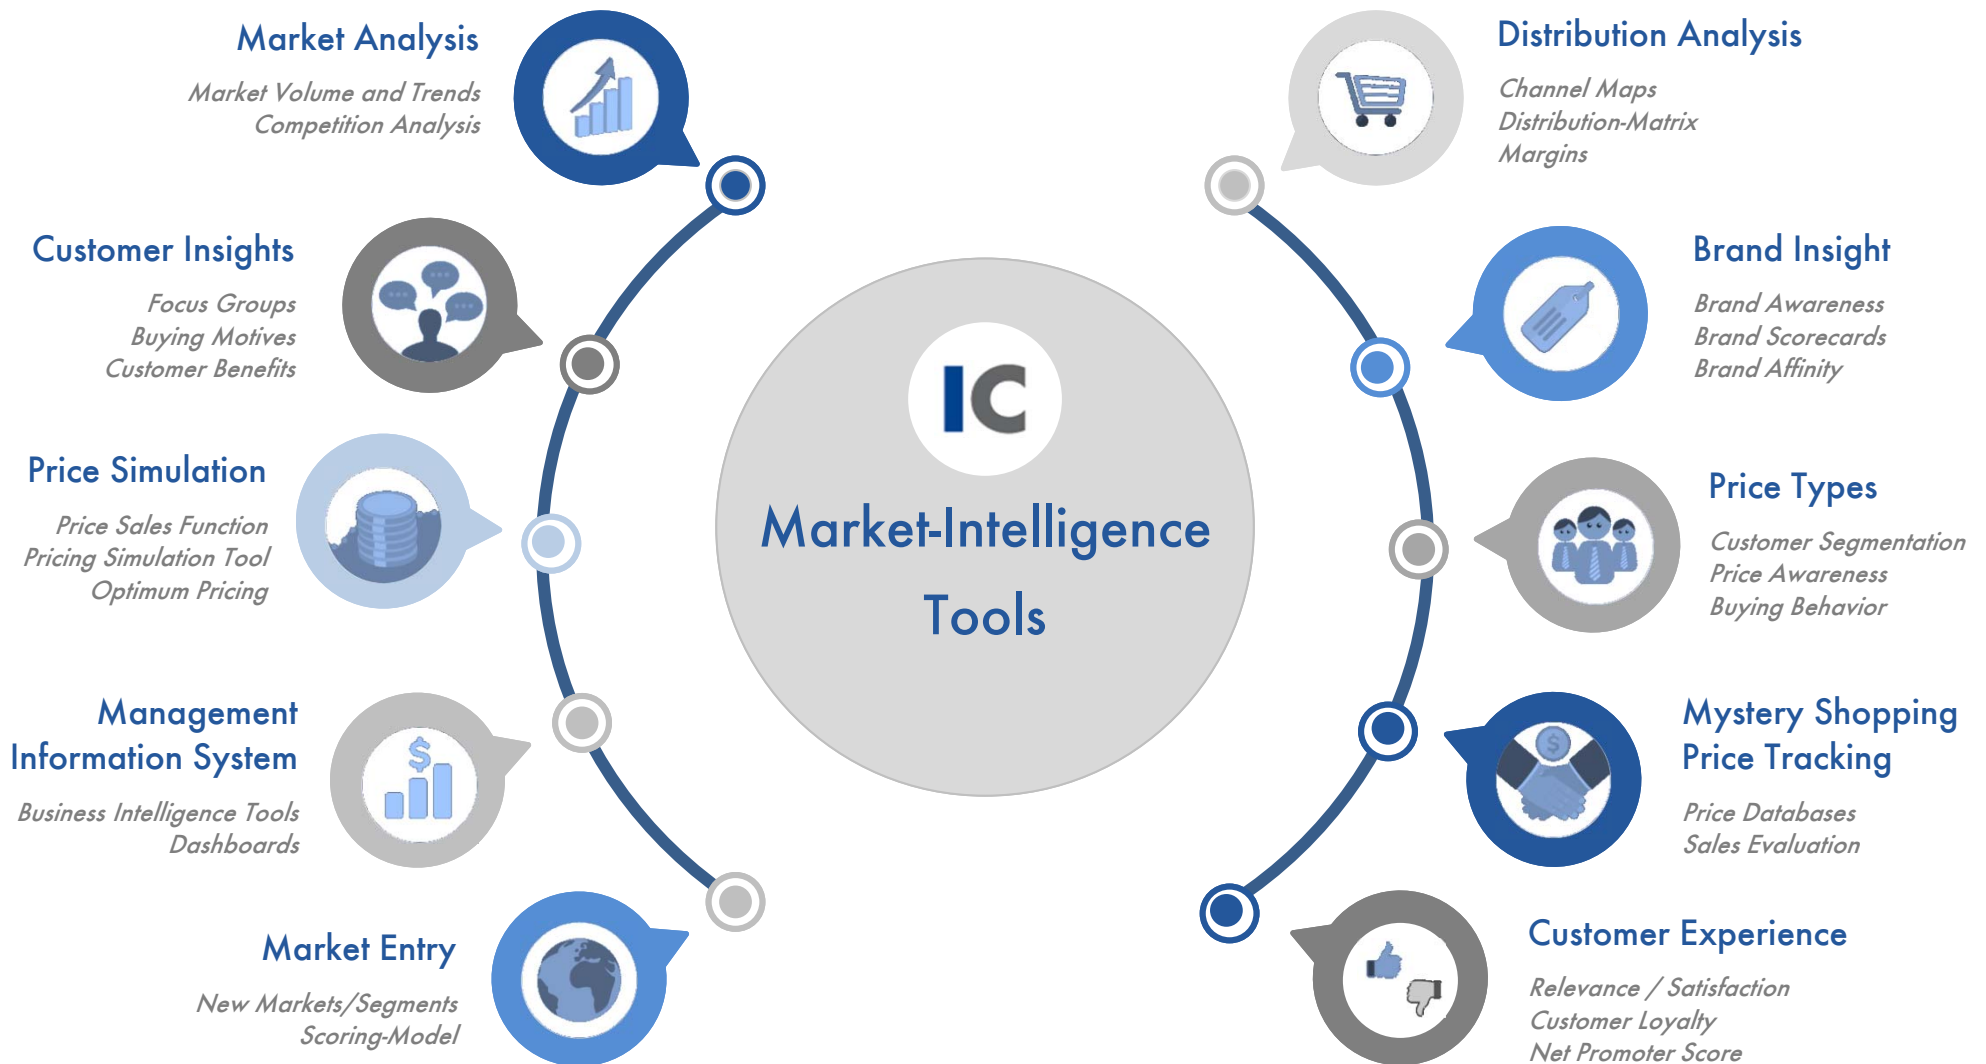 Market Analysis
Market Volume and Trends
Competition Analysis
Customer Insights
Focus Groups
Buying Motives
Customer Benefits
Price Simulation
Price Sales Function
Pricing Simulation Tool
Optimum Pricing
Management
Information System
Business Intelligence Tools
Dashboards
$
Market Entry
New Markets/Segments
Scoring-Model
IC
Market-Intelligence
Tools
Distribution Analysis
Channel Maps
Distribution-Matrix
Margins
Brand Insight
Brand Awareness
Brand Scorecards
Brand Affinity
Price Types
Customer Segmentation
Price Awareness
Buying Behavior
Mystery Shopping
Price Tracking
$
Price Databases
Sales Evaluation
Customer Experience
Relevance / Satisfaction
Customer Loyalty
Net Promoter Score